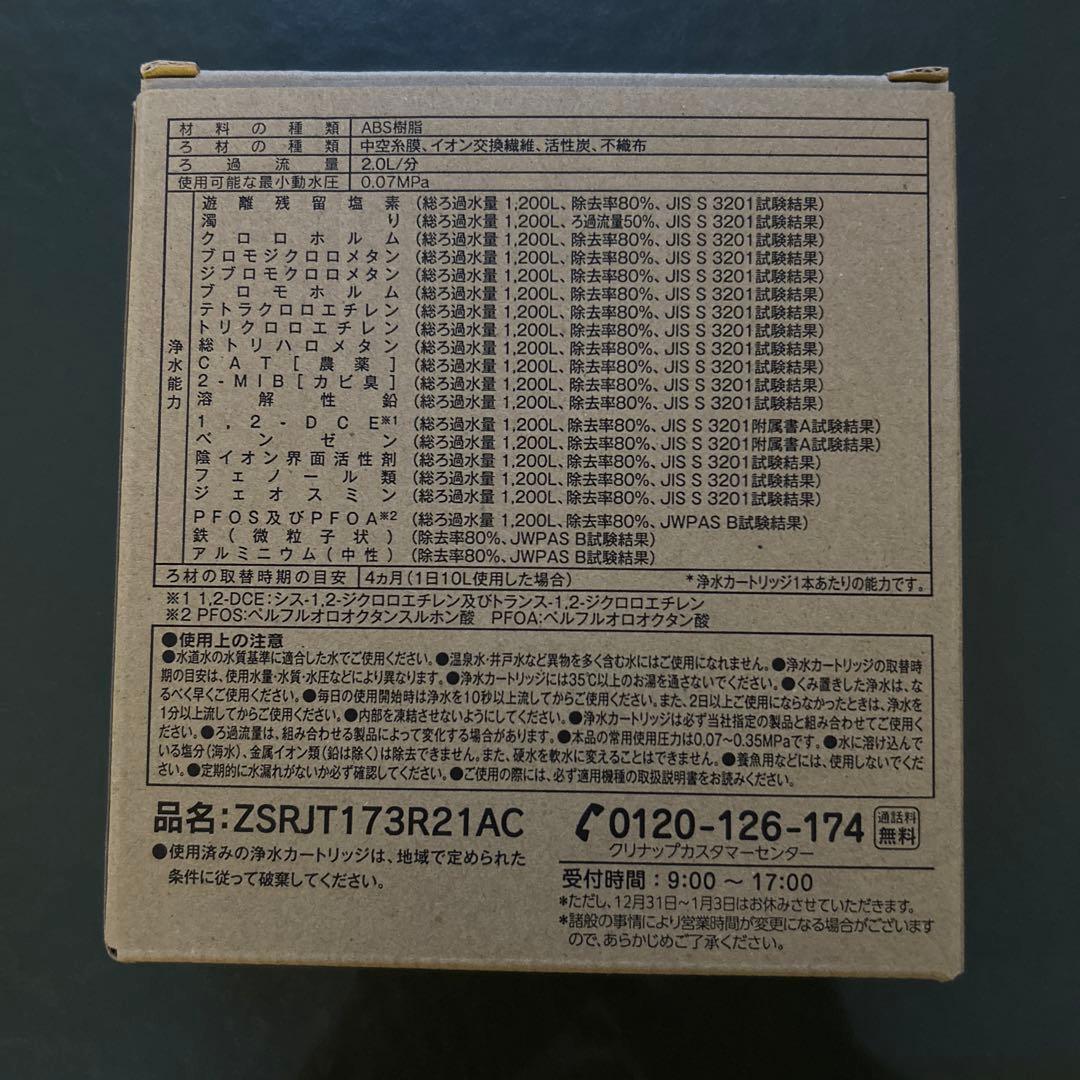 材料の種類 ABS樹脂
ろ材の種類 中空糸膜、イオン交換繊維、活性炭、不織布
ろ過流量 2.0L/分
使用可能な最小動水圧 0.07MPa
浄水能力
遊離残留塩素 (総ろ過水量 1,200L、除去率80%、JIS S 3201試験結果)
濁り (総ろ過水量 1,200L、ろ過流量50%、JIS S 3201試験結果)
クロロホルム (総ろ過水量 1,200L、除去率80%、JIS S 3201試験結果)
ブロモジクロロメタン (総ろ過水量 1,200L、除去率80%、JIS S 3201試験結果)
ジブロモクロロメタン (総ろ過水量 1,200L、除去率80%、JIS S 3201試験結果)
ブロモホルム (総ろ過水量 1,200L、除去率80%、JIS S 3201試験結果)
テトラクロロエチレン (総ろ過水量 1,200L、除去率80%、JIS S 3201試験結果)
トリクロロエチレン (総ろ過水量 1,200L、除去率80%、JIS S 3201試験結果)
総トリハロメタン (総ろ過水量 1,200L、除去率80%、JIS S 3201試験結果)
CAT[農薬] (総ろ過水量 1,200L、除去率80%、JIS S 3201試験結果)
2-MIB[カビ臭] (総ろ過水量 1,200L、除去率80%、JIS S 3201試験結果)
溶解性鉛 (総ろ過水量 1,200L、除去率80%、JIS S 3201試験結果)
1,2-DCE※1 (総ろ過水量 1,200L、除去率80%、JIS S 3201附属書A試験結果)
ベンゼン (総ろ過水量 1,200L、除去率80%、JIS S 3201附属書A試験結果)
陰イオン界面活性剤 (総ろ過水量 1,200L、除去率80%、JIS S 3201試験結果)
フェノール類 (総ろ過水量 1,200L、除去率80%、JIS S 3201試験結果)
ジェオスミン (総ろ過水量 1,200L、除去率80%、JIS S 3201試験結果)
PFOS及びPFOA※2 (総ろ過水量 1,200L、除去率80%、JWPAS B試験結果)
鉄(微粒子状) (除去率80%、JWPAS B試験結果)
アルミニウム(中性) (除去率80%、JWPAS B試験結果)
ろ材の取替時期の目安 4ヵ月(1日10L使用した場合) *浄水カートリッジ1本あたりの能力です。
※1 1,2-DCE:シス-1,2-ジクロロエチレン及びトランス-1,2-ジクロロエチレン
※2 PFOS:ペルフルオロオクタンスルホン酸 PFOA:ペルフルオロオクタン酸
●使用上の注意
●水道水の水質基準に適合した水でご使用ください。●温泉水・井戸水など異物を多く含む水にはご使用になれません。●浄水カートリッジの取替時
期の目安は、使用水量・水質・水圧などにより異なります。●浄水カートリッジには35℃以上のお湯を通さないでください。●くみ置きした浄水は、な
るべく早くご使用ください。●毎日の使用開始時は浄水を10秒以上流してからご使用ください。また、2日以上ご使用にならなかったときは、浄水を
1分以上流してからご使用ください。●内部を凍結させないようにしてください。●浄水カートリッジは必ず当社指定の製品と組み合わせてご使用く
ださい。●ろ過流量は、組み合わせる製品によって変化する場合があります。●本品の常用使用圧力は0.07~0.35MPaです。●水に溶け込んで
いる塩分(海水)、金属イオン類(鉛は除く)は除去できません。また、硬水を軟水に変えることはできません。●養魚用などには、使用しないでくだ
さい。●定期的に水漏れがないか必ず確認してください。●ご使用の際には、必ず適用機種の取扱説明書をお読みください。
品名:ZSRJT173R21AC
●使用済みの浄水カートリッジは、地域で定められた
条件に従って破棄してください。
0120-126-174 通話料無料
クリナップカスタマーセンター
受付時間:9:00 ~ 17:00
*ただし、12月31日~1月3日はお休みさせていただきます。
*諸般の事情により営業時間が変更になる場合がございます
ので、あらかじめご了承ください。